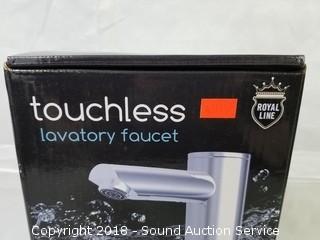 touchless
lavatory faucet
ROYAL
LINE
Copyright 2018 - Sound Auction Service